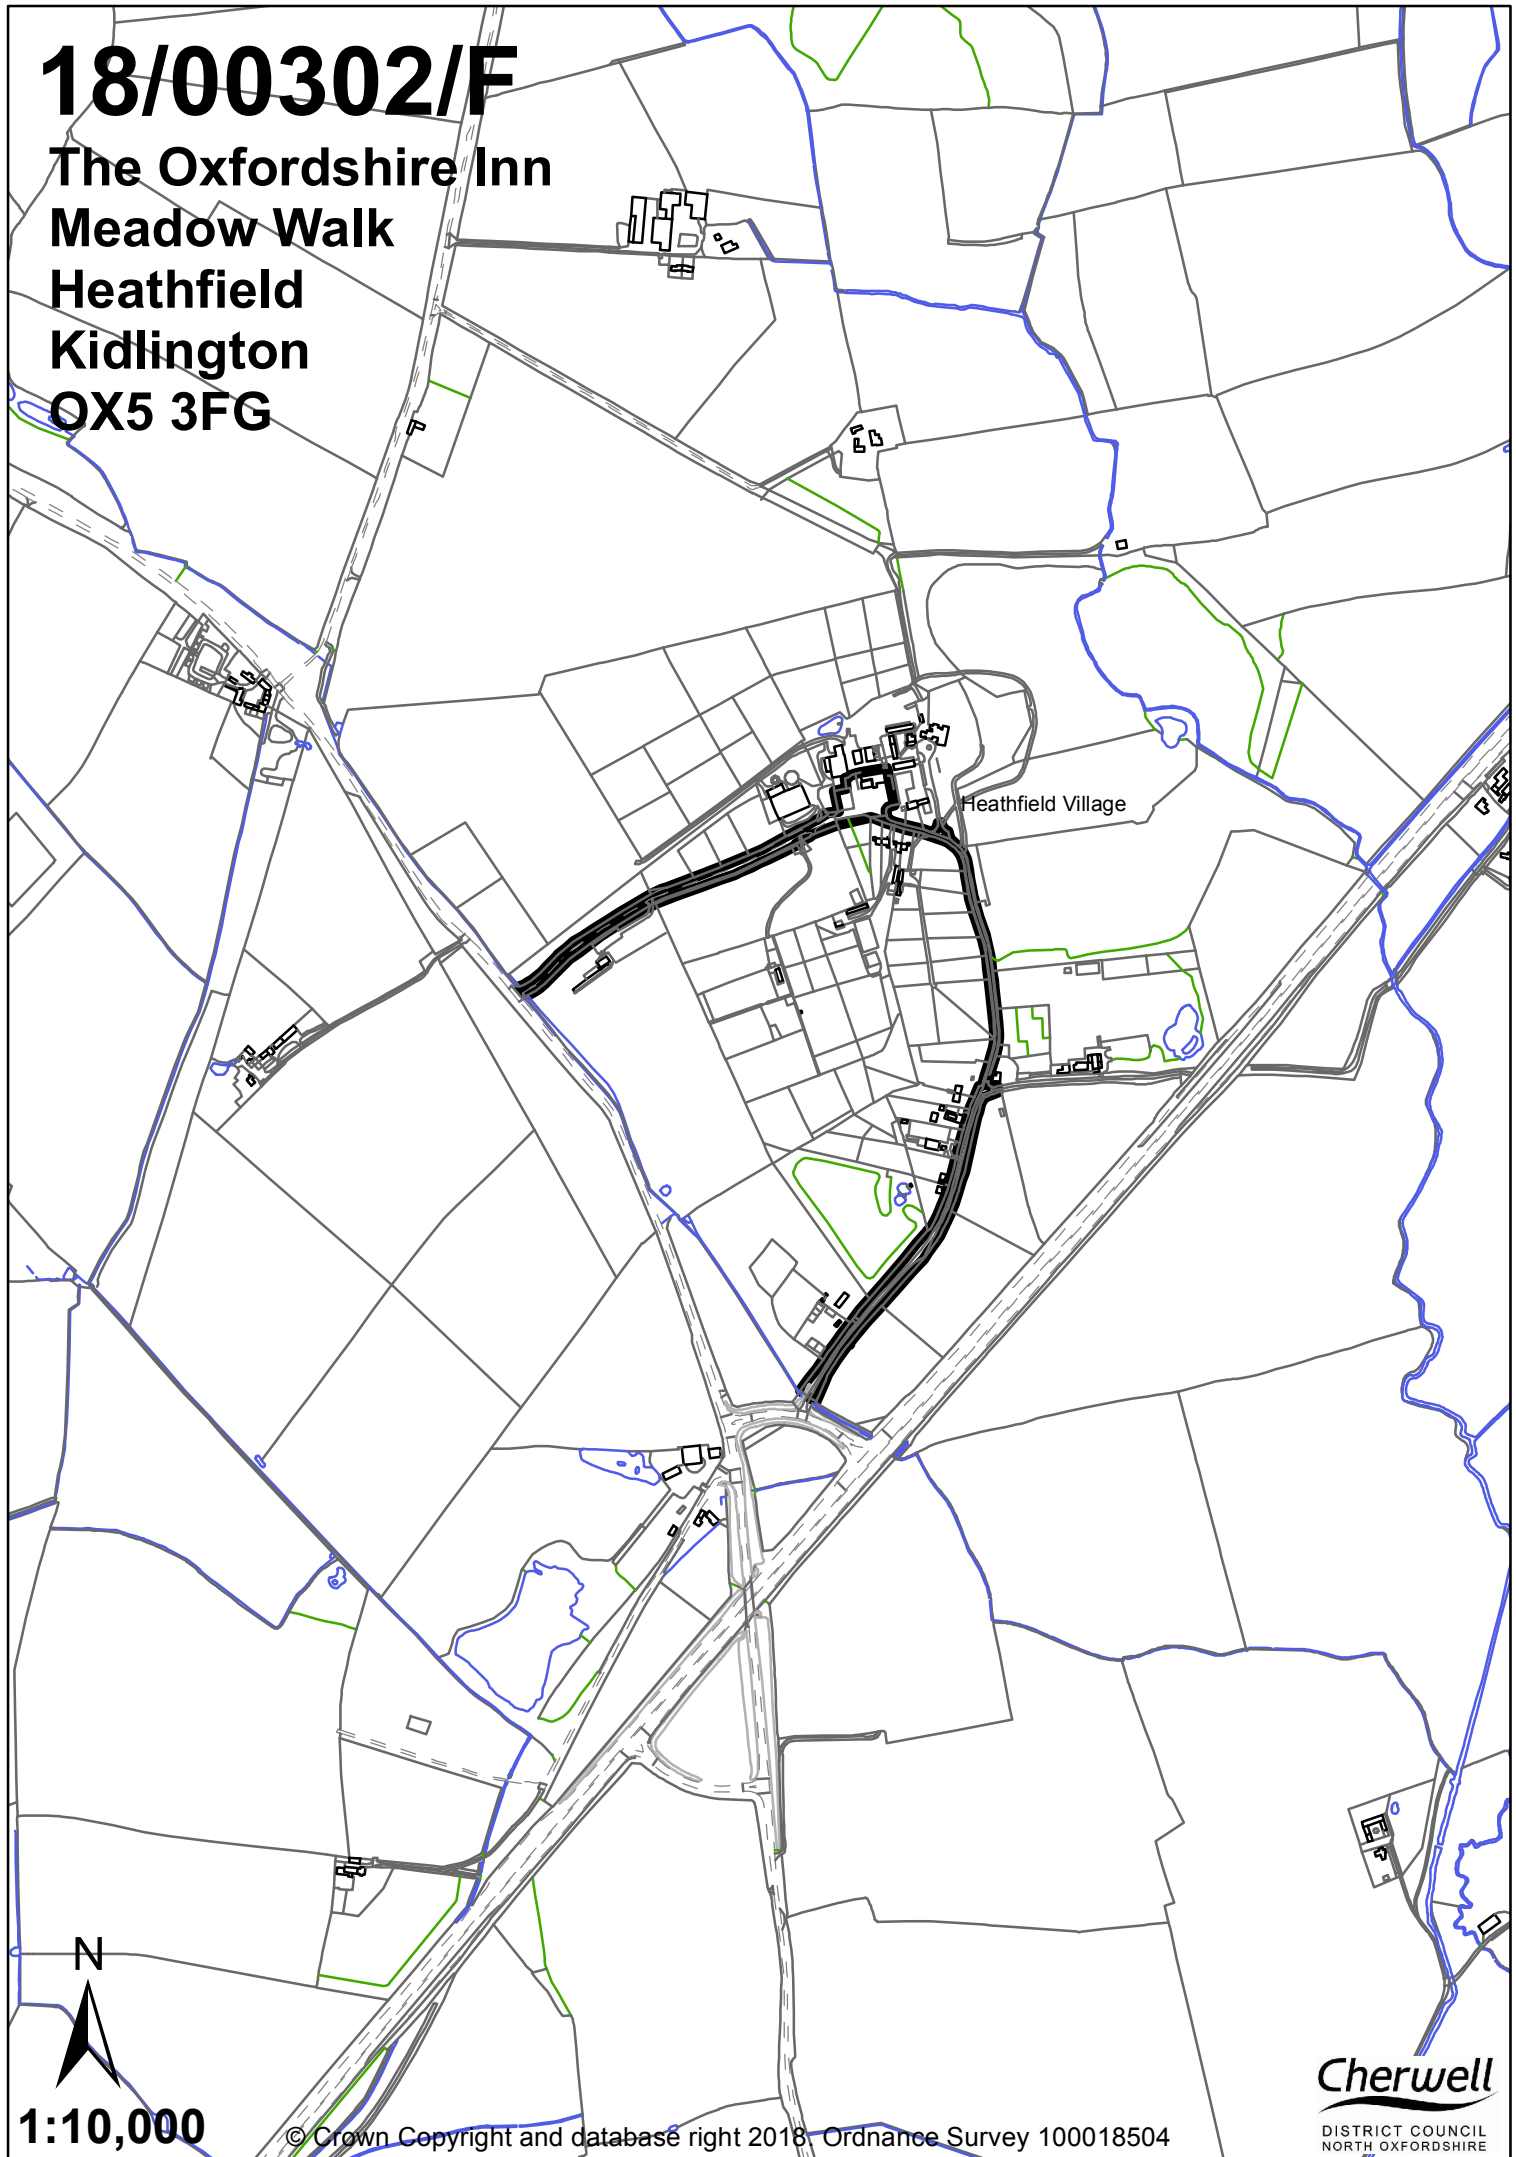 18/00302/F
The Oxfordshire Inn
Meadow Walk
Heathfield
Kidlington
OX5 3FG
Heathfield Village
N
1:10,000
© Crown Copyright and database right 2018. Ordnance Survey 100018504
Cherwell
DISTRICT COUNCIL
NORTH OXFORDSHIRE